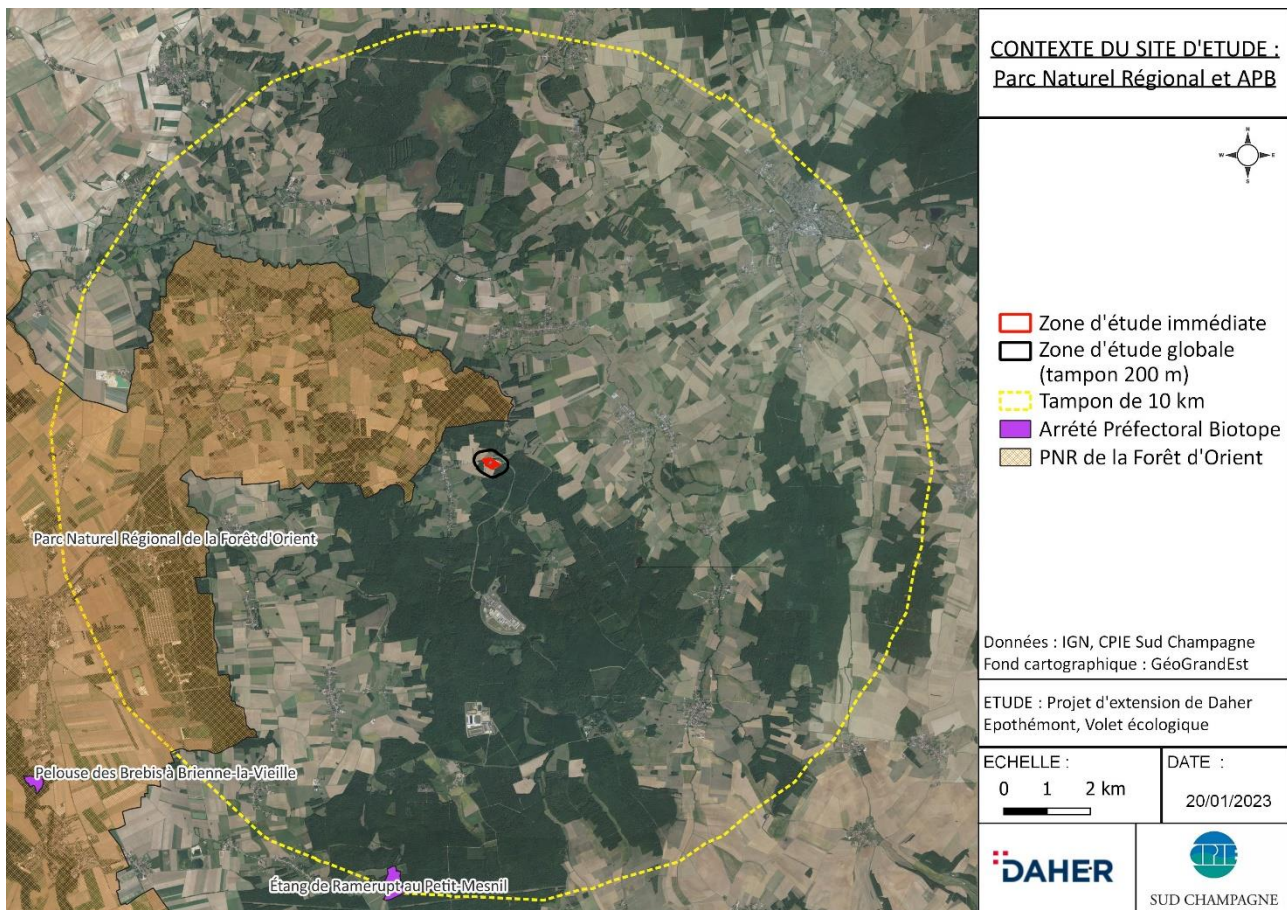 CONTEXTE DU SITE D'ETUDE :
Parc Naturel Régional et APB
N
W
E
S
Zone d'étude immédiate
Zone d'étude globale
(tampon 200 m)
Tampon de 10 km
Arrété Préfectoral Biotope
PNR de la Forêt d'Orient
Parc Naturel Régional de la Forêt d'Orient
Pelouse des Brebis à Brienne-la-Vieille
Étang de Ramerupt au Petit-Mesnil
Données : IGN, CPIE Sud Champagne
Fond cartographique : GéoGrandEst
ETUDE : Projet d'extension de Daher
Epothémont, Volet écologique
ECHELLE :
0 1 2 km
DATE :
20/01/2023
DAHER
CPIE
SUD CHAMPAGNE